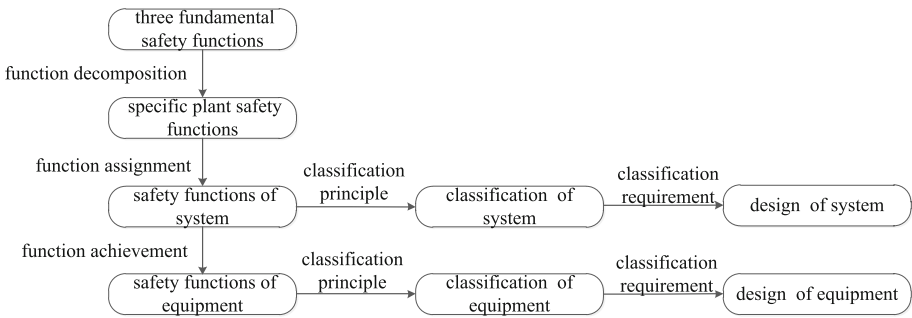 three fundamental
safety functions
function decomposition
specific plant safety
functions
function assignment
classification
principle
classification
requirement
safety functions of
system
classification of
system
design of system
function achievement
classification
principle
classification
requirement
safety functions of
equipment
classification of
equipment
design of equipment